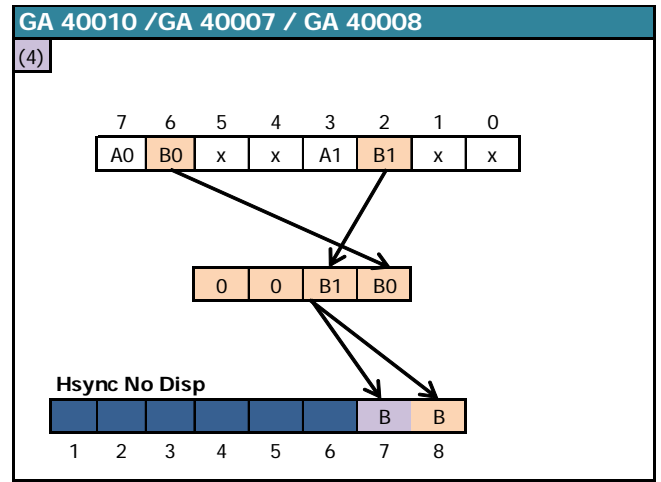 GA 40010 /GA 40007 / GA 40008
(4)
7 6 5 4 3 2 1 0
A0 B0 x x A1 B1 x x
0 0 B1 B0
Hsync No Disp
B B
1 2 3 4 5 6 7 8